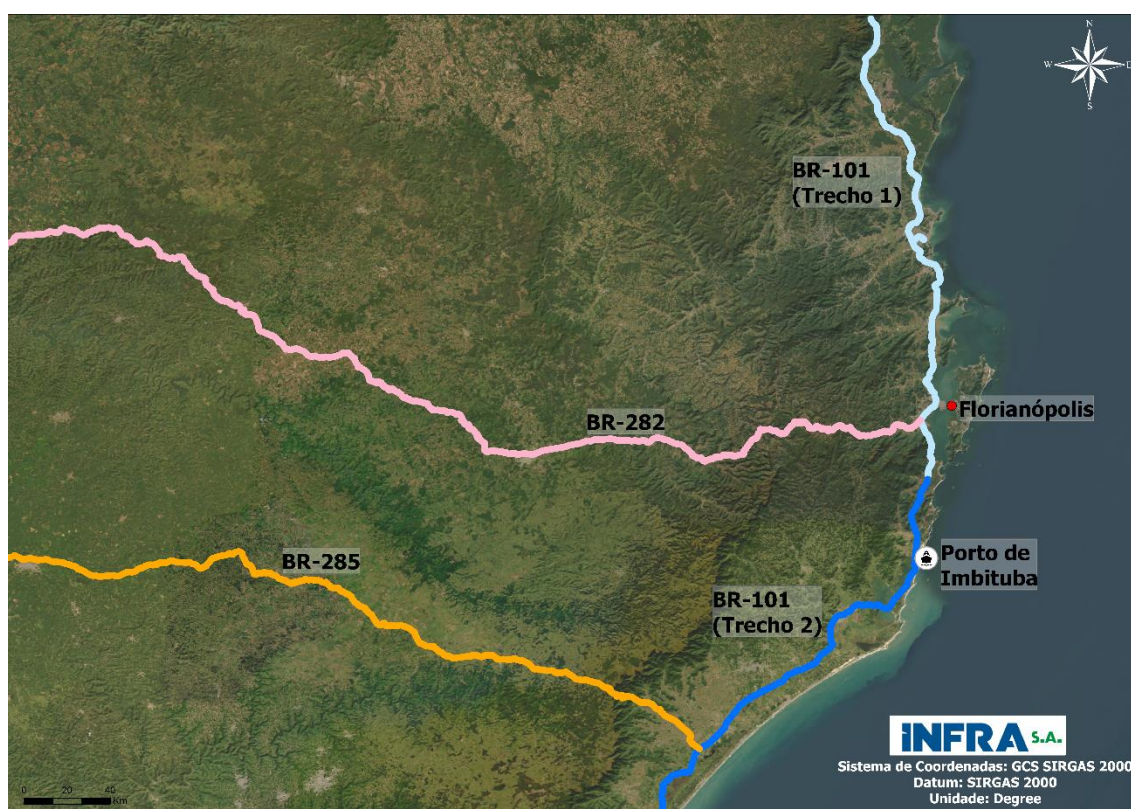 N
W
E
S
BR-101
(Trecho 1)
Florianópolis
BR-282
BR-285
Porto de
Imbituba
BR-101
(Trecho 2)
INFRA S.A.
Sistema de Coordenadas: GCS SIRGAS 2000
Datum: SIRGAS 2000
Unidade: Degree
0 20 40
Km